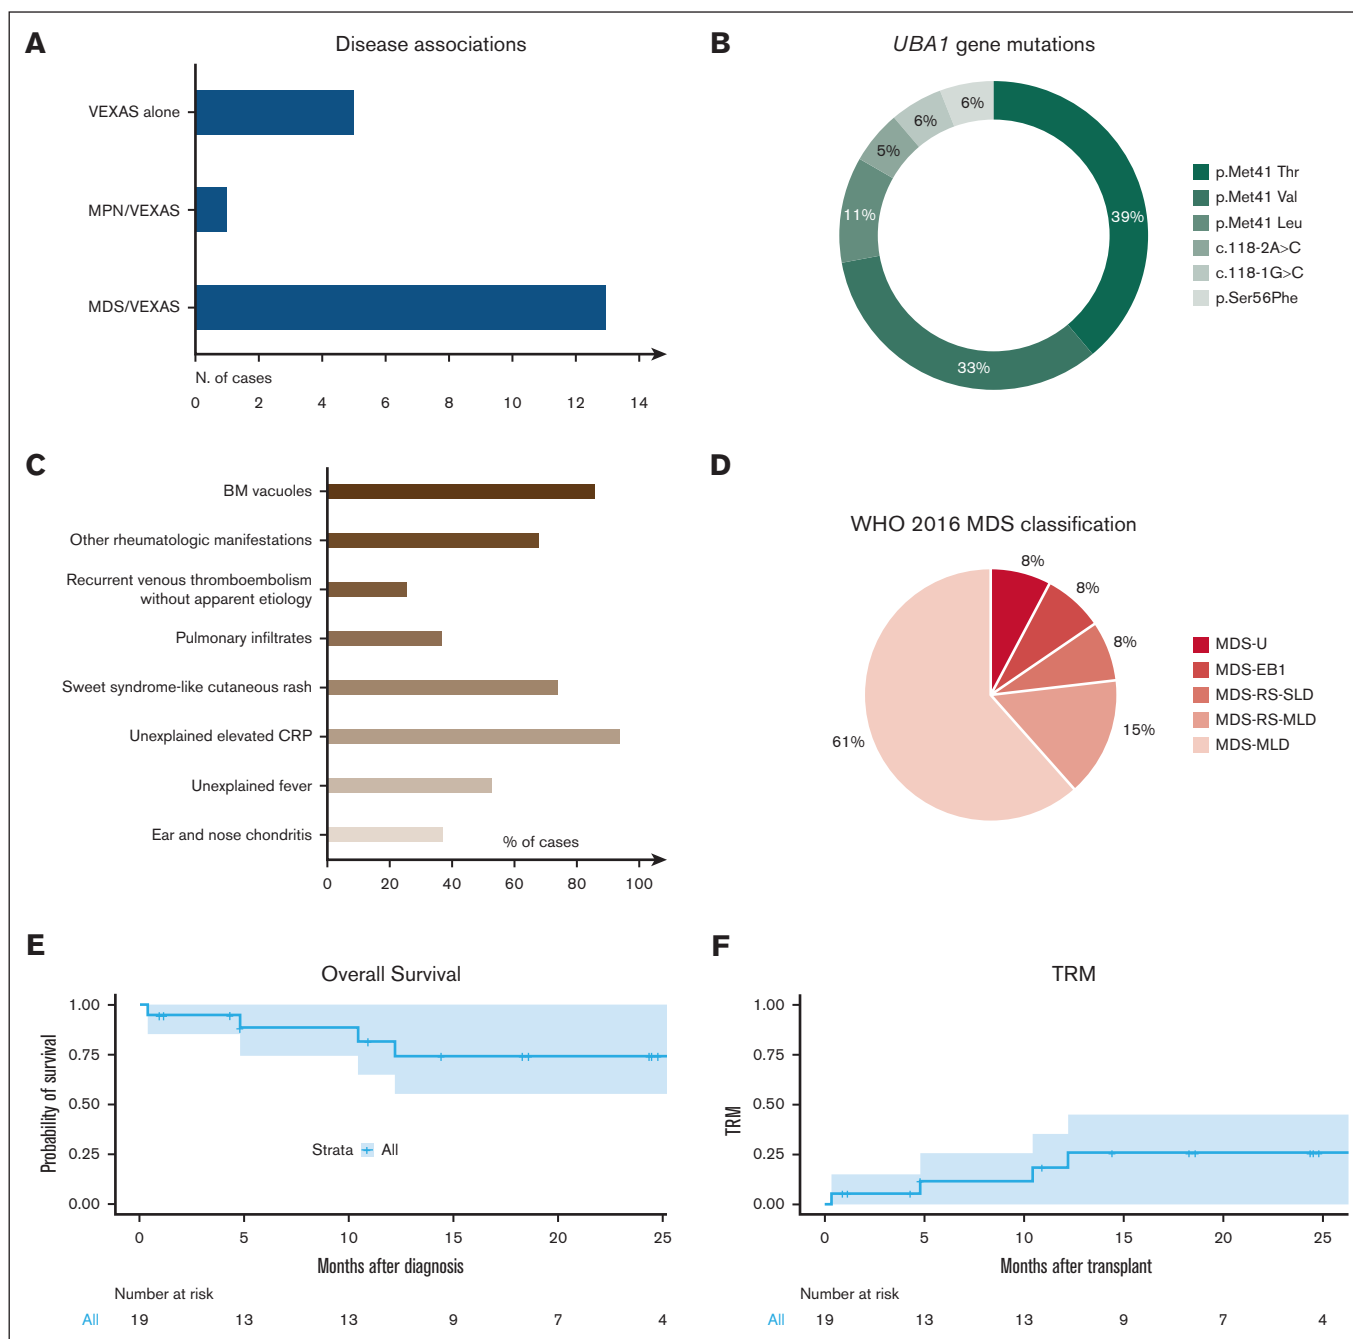 A
Disease associations
VEXAS alone
MPN/VEXAS
MDS/VEXAS
N. of cases
0 2 4 6 8 10 12 14
B
UBA1 gene mutations
6%
6%
5%
11%
39%
33%
p.Met41 Thr
p.Met41 Val
p.Met41 Leu
c.118-2A>C
c.118-1G>C
p.Ser56Phe
C
BM vacuoles
Other rheumatologic manifestations
Recurrent venous thromboembolism
without apparent etiology
Pulmonary infiltrates
Sweet syndrome-like cutaneous rash
Unexplained elevated CRP
Unexplained fever
Ear and nose chondritis
% of cases
0 20 40 60 80 100
D
WHO 2016 MDS classification
8%
8%
8%
15%
61%
MDS-U
MDS-EB1
MDS-RS-SLD
MDS-RS-MLD
MDS-MLD
E
Overall Survival
Probability of survival
1.00
0.75
0.50
0.25
0.00
Strata All
0 5 10 15 20 25
Months after diagnosis
Number at risk
All 19 13 13 9 7 4
F
TRM
TRM
1.00
0.75
0.50
0.25
0.00
0 5 10 15 20 25
Months after transplant
Number at risk
All 19 13 13 9 7 4